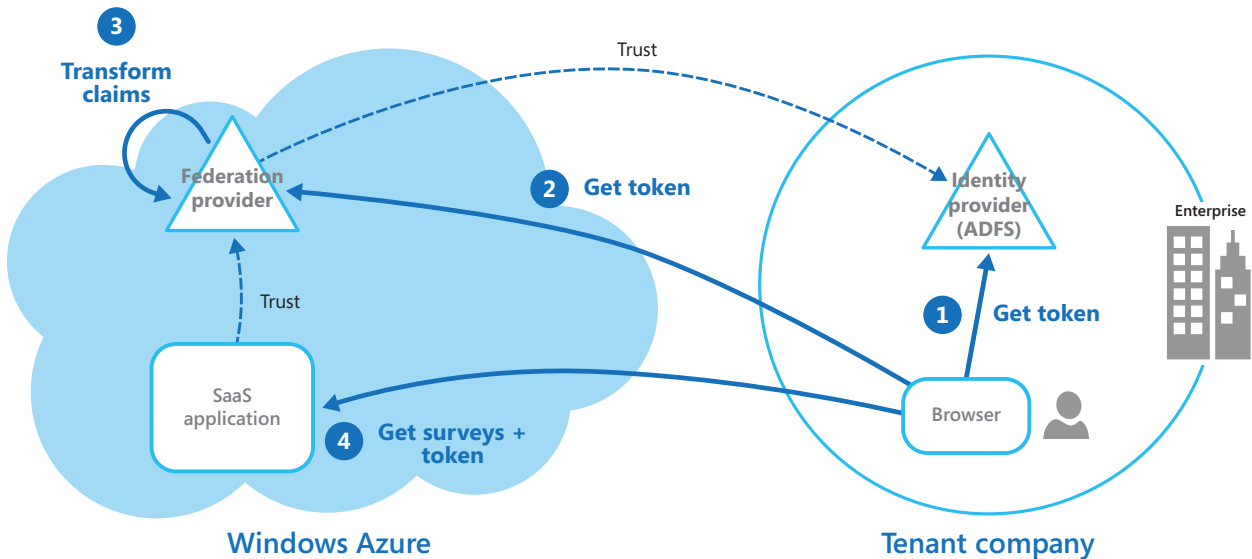 3
Transform
claims
Trust
Federation
provider
2
Get token
Identity
provider
(ADFS)
Enterprise
Trust
1
Get token
SaaS
application
Browser
4
Get surveys +
token
Windows Azure
Tenant company